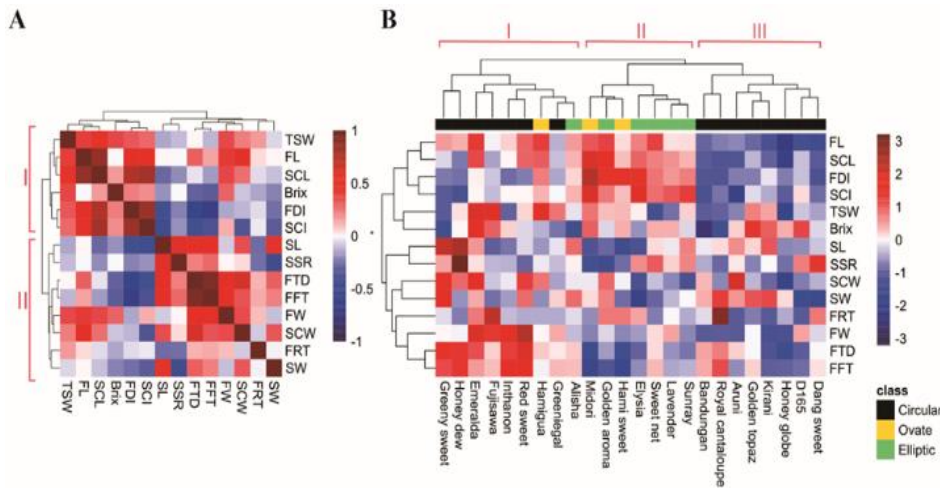 A
B
I
II
III
I
II
TSW
FL
SCL
Brix
FDI
SCI
SL
SSR
FTD
FFT
FW
SCW
FRT
SW
1
0.5
0
-0.5
-1
TSW
FL
SCL
Brix
FDI
SCI
SL
SSR
FTD
FFT
FW
SCW
FRT
SW
FL
SCL
FDI
SCI
TSW
Brix
SL
SSR
SCW
SW
FRT
FW
FTD
FFT
3
2
1
0
-1
-2
-3
Greeny sweet
Honey dew
Emeralda
Fujisawa
Inthanon
Red sweet
Hamigua
Greeniegal
Alisha
Midori
Golden aroma
Hami sweet
Elysia
Sweet net
Lavender
Sunray
Bandungan
Royal cantaloupe
Aruni
Golden topaz
Kirani
Honey globe
D165
Dang sweet
class
Circular
Ovate
Elliptic